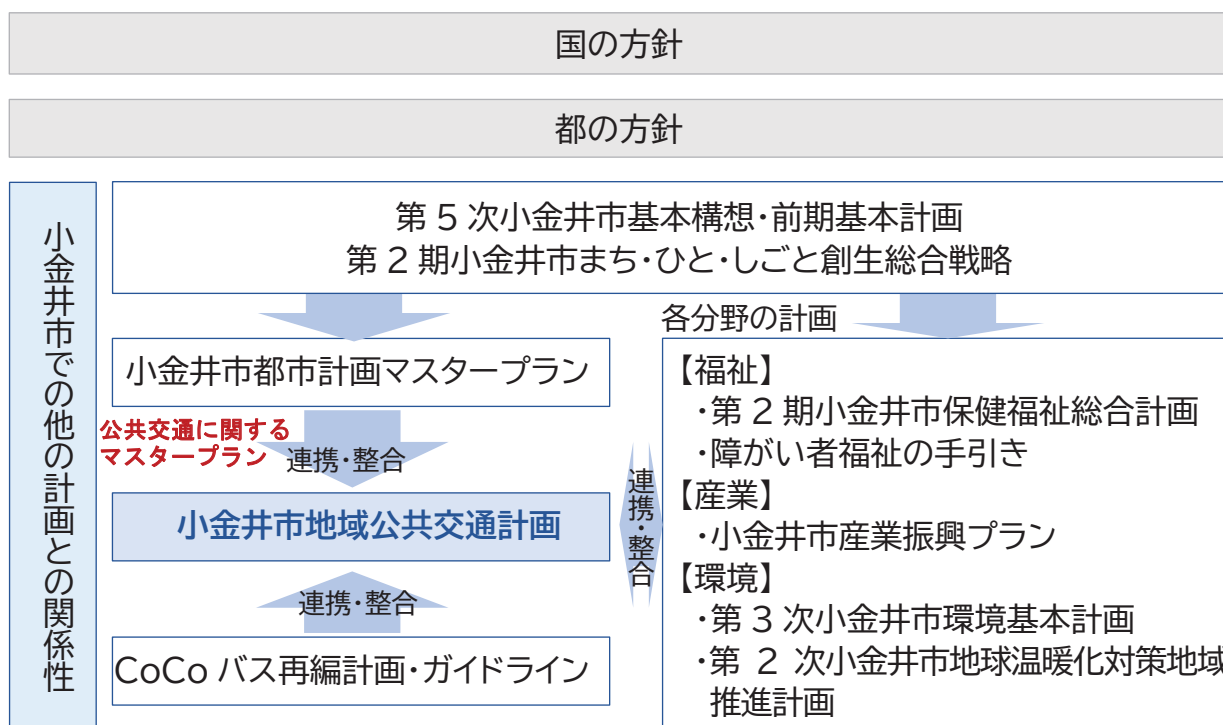 国の方針
都の方針
小金井市での他の計画との関係性
第5次小金井市基本構想・前期基本計画
第2期小金井市まち・ひと・しごと創生総合戦略
小金井市都市計画マスタープラン
公共交通に関する
マスタープラン
連携・整合
小金井市地域公共交通計画
連携・整合
CoCoバス再編計画・ガイドライン
連携・整合
各分野の計画
【福祉】
・第2期小金井市保健福祉総合計画
・障がい者福祉の手引き
【産業】
・小金井市産業振興プラン
【環境】
・第3次小金井市環境基本計画
・第2次小金井市地球温暖化対策地域
推進計画